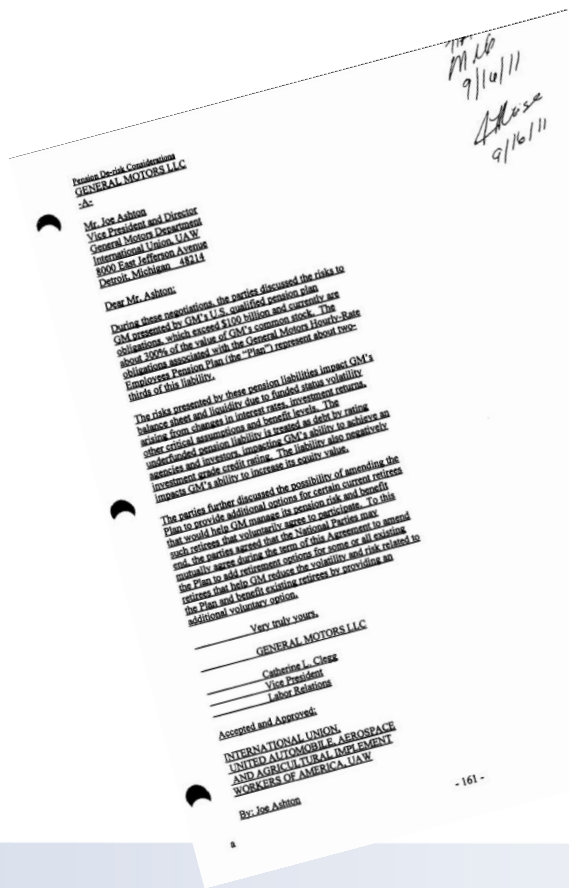 9/16/11
9/16/11
Pension De-risk Considerations
GENERAL MOTORS LLC
-A-
Mr. Joe Ashton
Vice President and Director
General Motors Department
International Union, UAW
8000 East Jefferson Avenue
Detroit, Michigan 48214
Dear Mr. Ashton:
During these negotiations, the parties discussed the risks to
GM presented by GM's U.S. qualified pension plan
obligations, which exceed $100 billion and currently are
about 300% of the value of GM's common stock. The
obligations associated with the General Motors Hourly-Rate
Employees Pension Plan (the "Plan") represent about two-
thirds of this liability.
The risks presented by these pension liabilities impact GM's
balance sheet and liquidity due to funded status volatility
arising from changes in interest rates, investment returns,
other critical assumptions and benefit levels. The
underfunded pension liability is treated as debt by rating
agencies and investors, impacting GM's ability to achieve an
investment grade credit rating. The liability also negatively
impacts GM's ability to increase its equity value.
The parties further discussed the possibility of amending the
Plan to provide additional options for certain current retirees
that would help GM manage its pension risk and benefit
such retirees that voluntarily agree to participate. To this
end, the parties agreed that the National Parties may
mutually agree during the term of this Agreement to amend
the Plan to add retirement options for some or all existing
retirees that help GM reduce the volatility and risk related to
the Plan and benefit existing retirees by providing an
additional voluntary option.
Very truly yours,
GENERAL MOTORS LLC
Catherine L. Clegg
Vice President
Labor Relations
Accepted and Approved:
INTERNATIONAL UNION,
UNITED AUTOMOBILE, AEROSPACE
AND AGRICULTURAL IMPLEMENT
WORKERS OF AMERICA, UAW
By: Joe Ashton
- 161 -
a